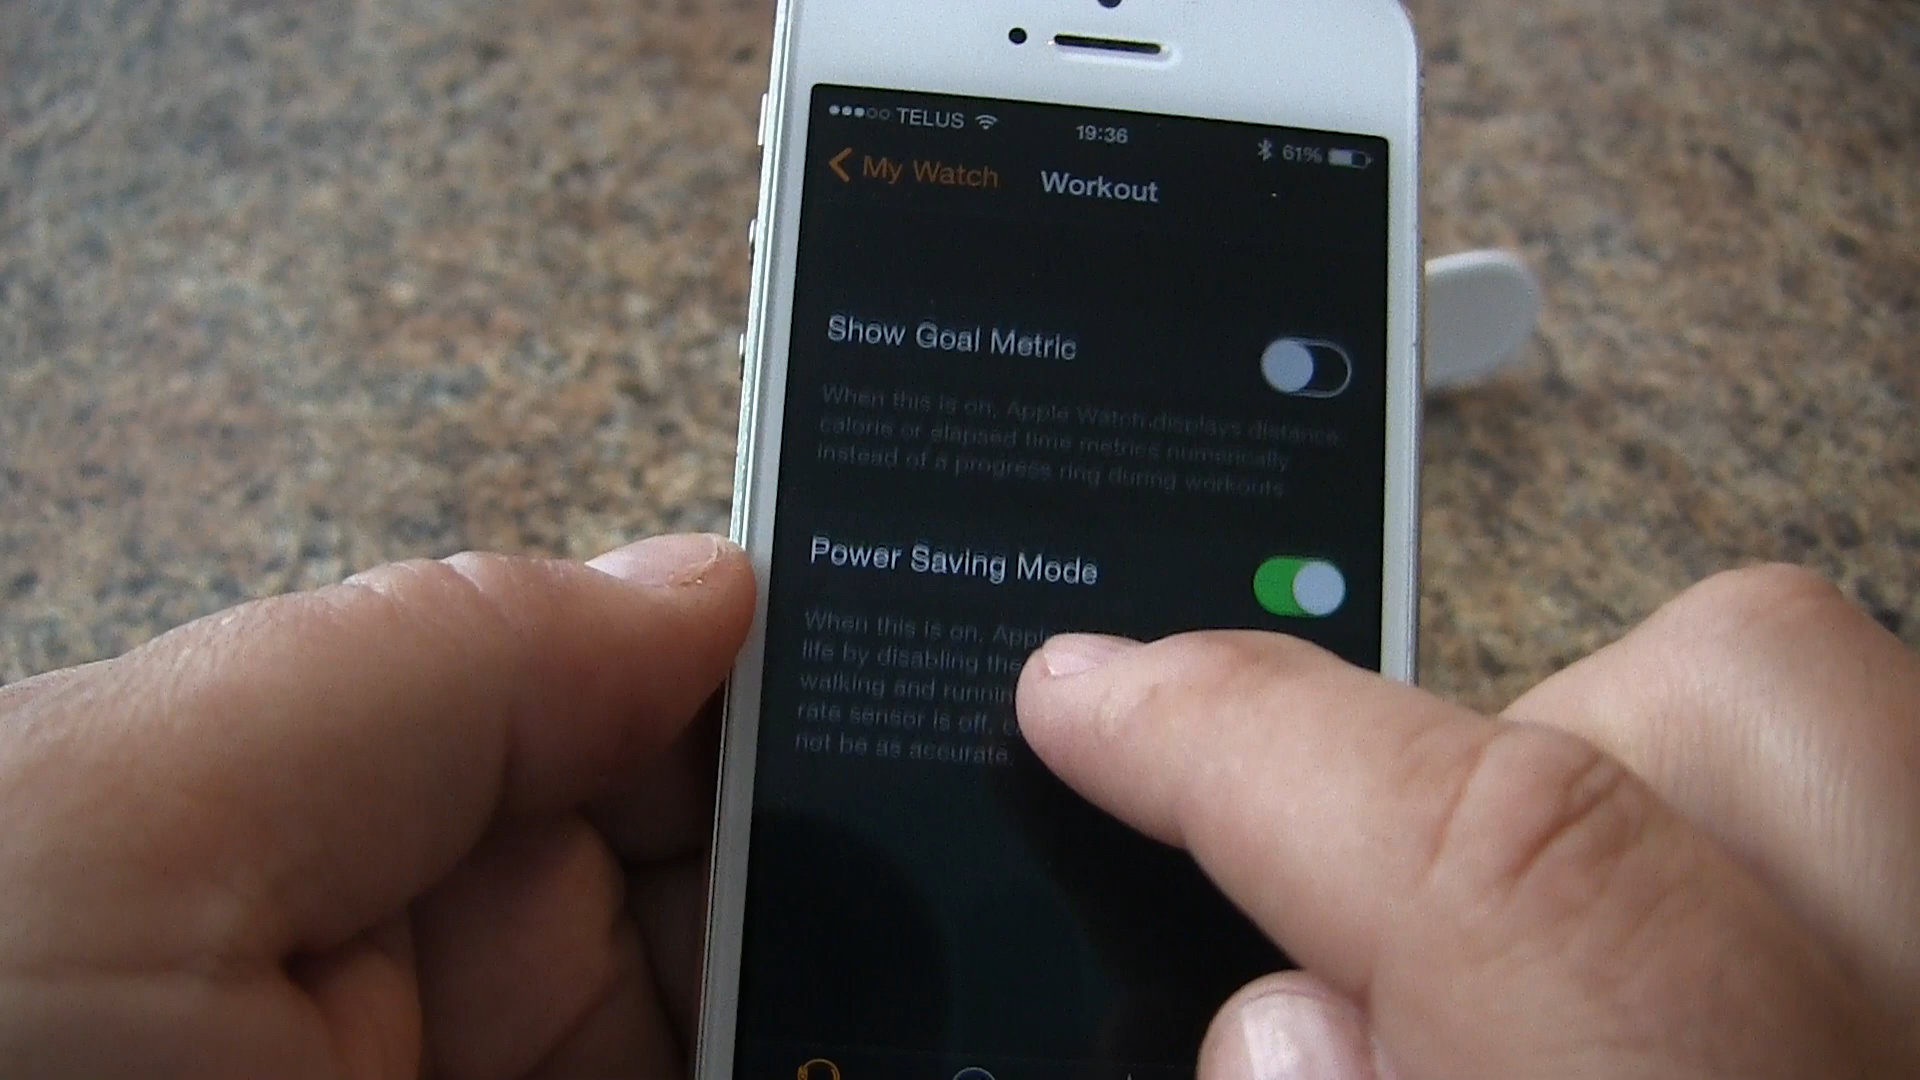 TELUS
19:36
61%
My Watch
Workout
Show Goal Metric
When this is on, Apple Watch displays distance,
calorie or elapsed time metrics numerically
instead of a progress ring during workouts.
Power Saving Mode
When this is on, Apple
life by disabling the
walking and runnin
rate sensor is off, c
not be as accurate.